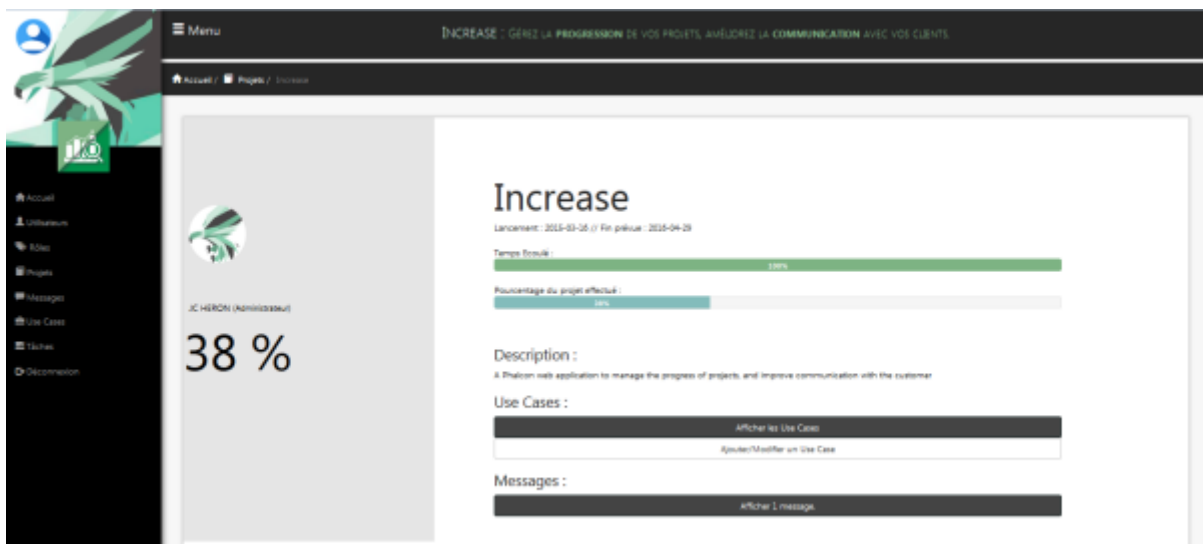 Menu
INCREASE : GÉREZ LA PROGRESSION DE VOS PROJETS, AMÉLIOREZ LA COMMUNICATION AVEC VOS CLIENTS.
Accueil / Projets / Increase
Accueil
Utilisateurs
Rôles
Projets
Messages
Use Cases
Tâches
Déconnexion
JC HERON (Administrateur)
38 %
Increase
Lancement : 2015-03-16 // Fin prévue : 2016-04-29
Temps Ecoulé :
100%
Pourcentage du projet effectué :
38%
Description :
A Phalcon web application to manage the progress of projects, and improve communication with the customer
Use Cases :
Afficher les Use Cases
Ajouter/Modifier un Use Case
Messages :
Afficher 1 message.